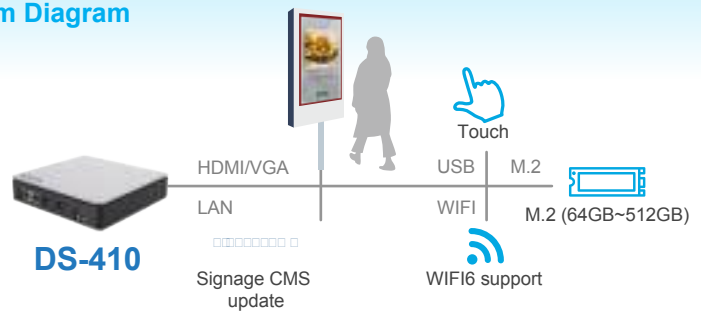 m Diagram
HDMI/VGA
USB
M.2
Touch
LAN
WIFI
M.2 (64GB~512GB)
DS-410
Signage CMS
update
WIFI6 support